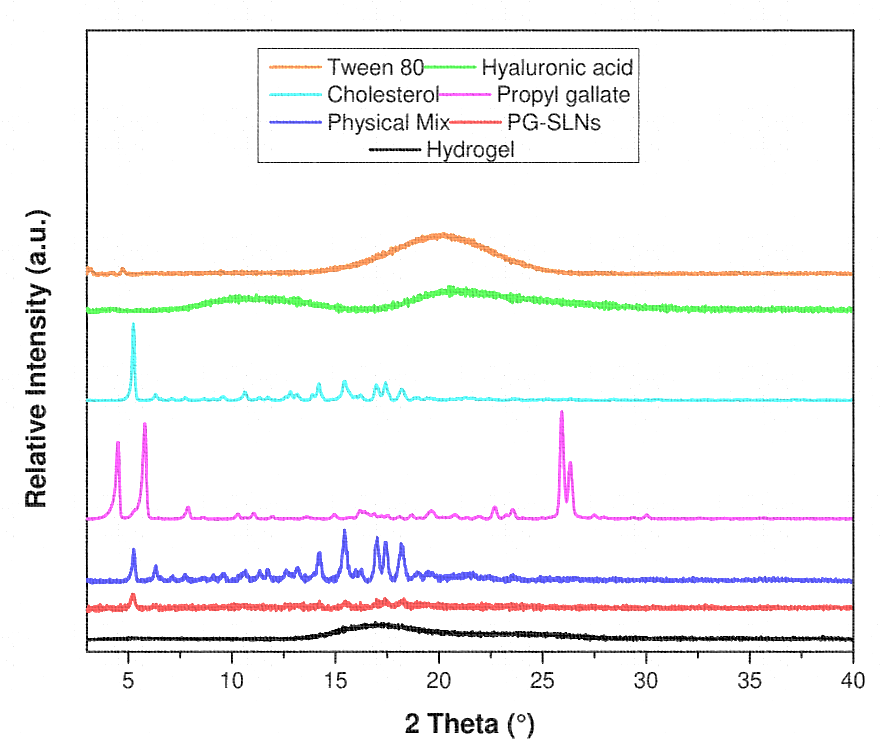 Tween 80 Hyaluronic acid
Cholesterol Propyl gallate
Physical Mix PG-SLNs
Hydrogel
Relative Intensity (a.u.)
5 10 15 20 25 30 35 40
2 Theta (°)